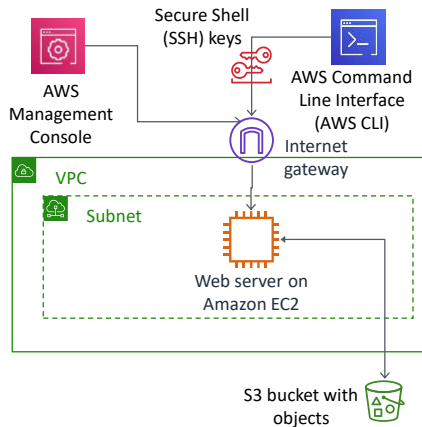 Secure Shell
(SSH) keys
AWS
Management
Console
AWS Command
Line Interface
(AWS CLI)
Internet
gateway
VPC
Subnet
Web server on
Amazon EC2
S3 bucket with
objects